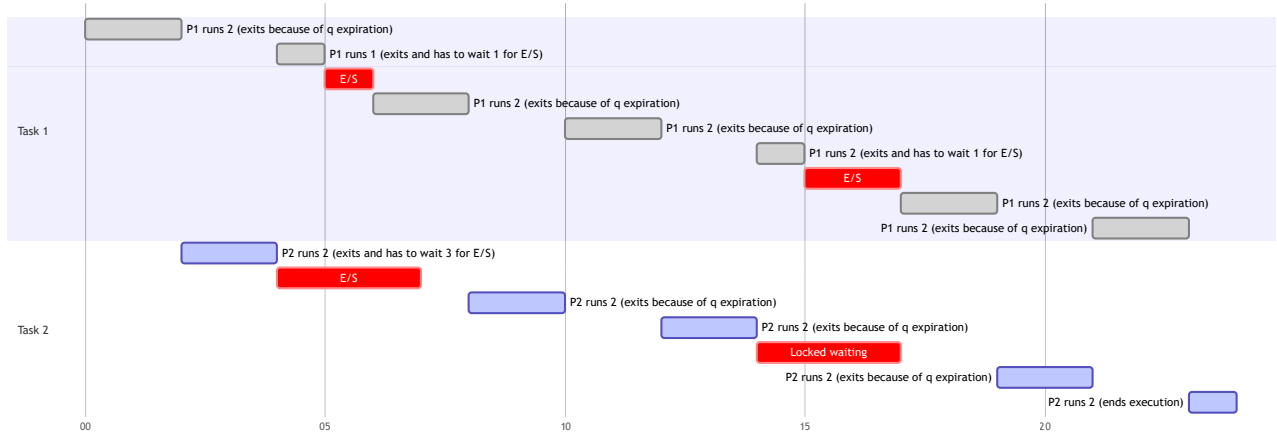 P1 runs 2 (exits because of q expiration)
P1 runs 1 (exits and has to wait 1 for E/S)
E/S
P1 runs 2 (exits because of q expiration)
Task 1
P1 runs 2 (exits because of q expiration)
P1 runs 2 (exits and has to wait 1 for E/S)
E/S
P1 runs 2 (exits because of q expiration)
P1 runs 2 (exits because of q expiration)
P2 runs 2 (exits and has to wait 3 for E/S)
E/S
P2 runs 2 (exits because of q expiration)
Task 2
P2 runs 2 (exits because of q expiration)
Locked waiting
P2 runs 2 (exits because of q expiration)
P2 runs 2 (ends execution)
00 05 10 15 20